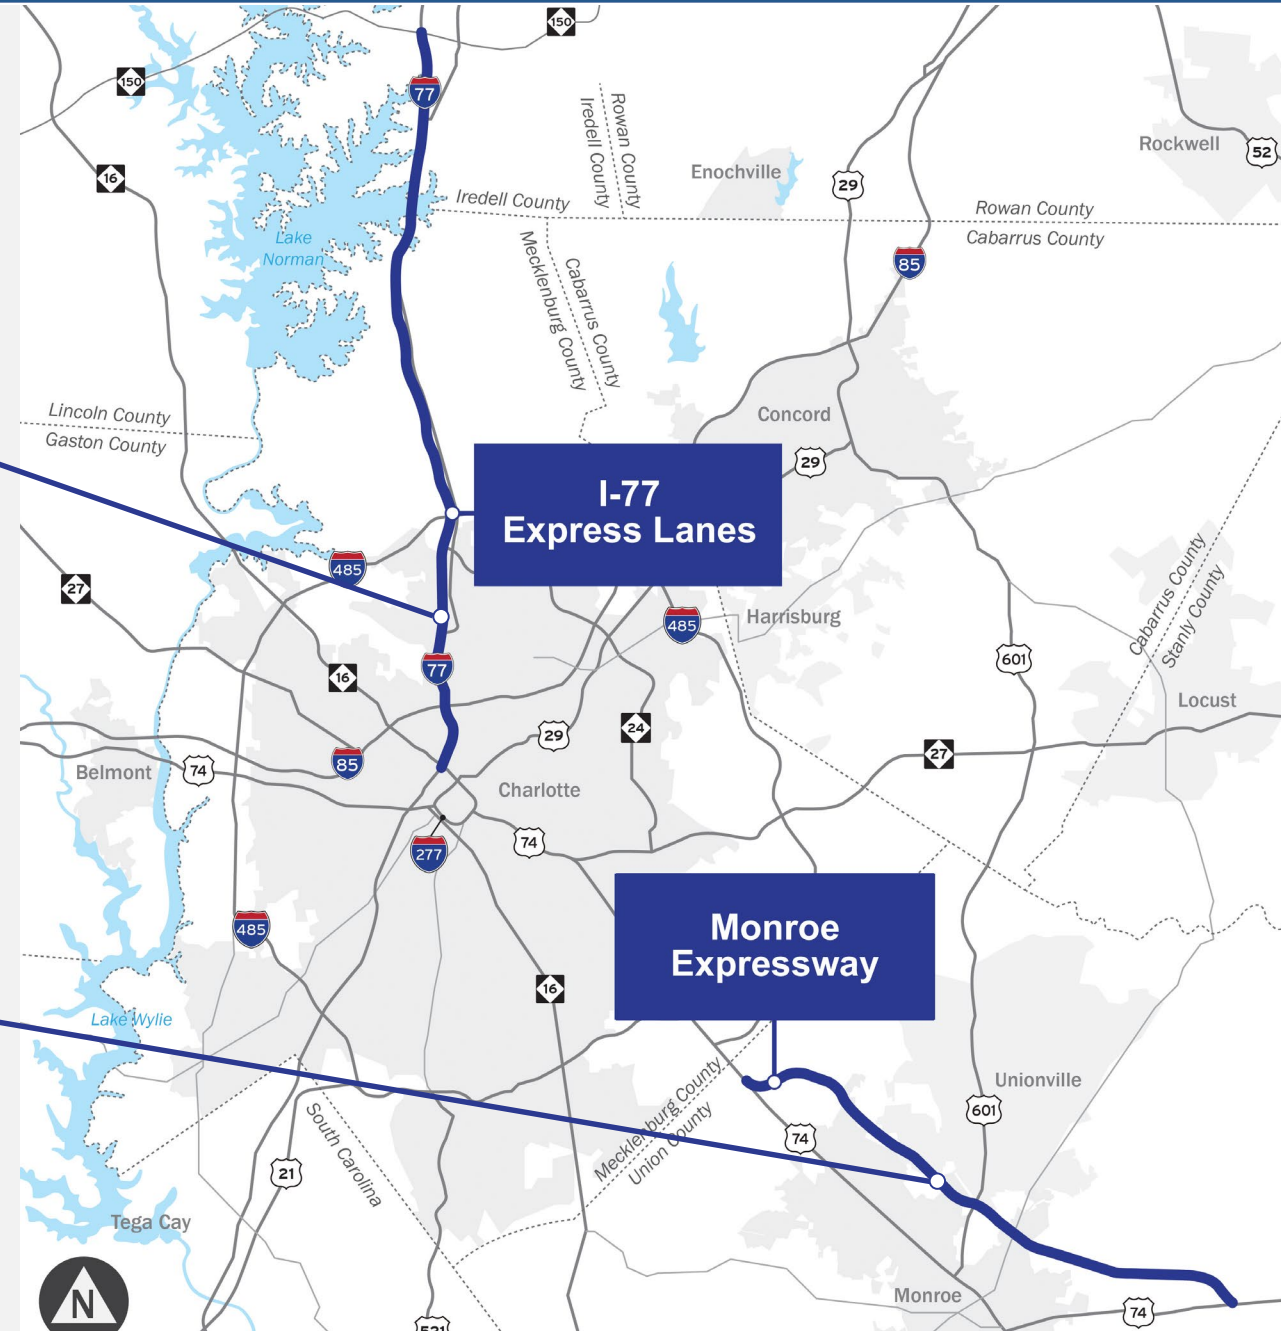 150
150
77
16
Rowan County
Iredell County
Rockwell
52
Enochville
29
Iredell County
Rowan County
Cabarrus County
Lake
Norman
85
Cabarrus County
Mecklenburg County
Lincoln County
Gaston County
Concord
29
I-77
Express Lanes
485
27
Cabarrus County
Stanly County
485
Harrisburg
77
601
16
Locust
24
29
27
85
Belmont
74
Charlotte
74
277
485
Monroe
Expressway
16
Lake Wylie
Unionville
601
Mecklenburg County
Union County
74
South Carolina
21
Tega Cay
N
Monroe
74
521